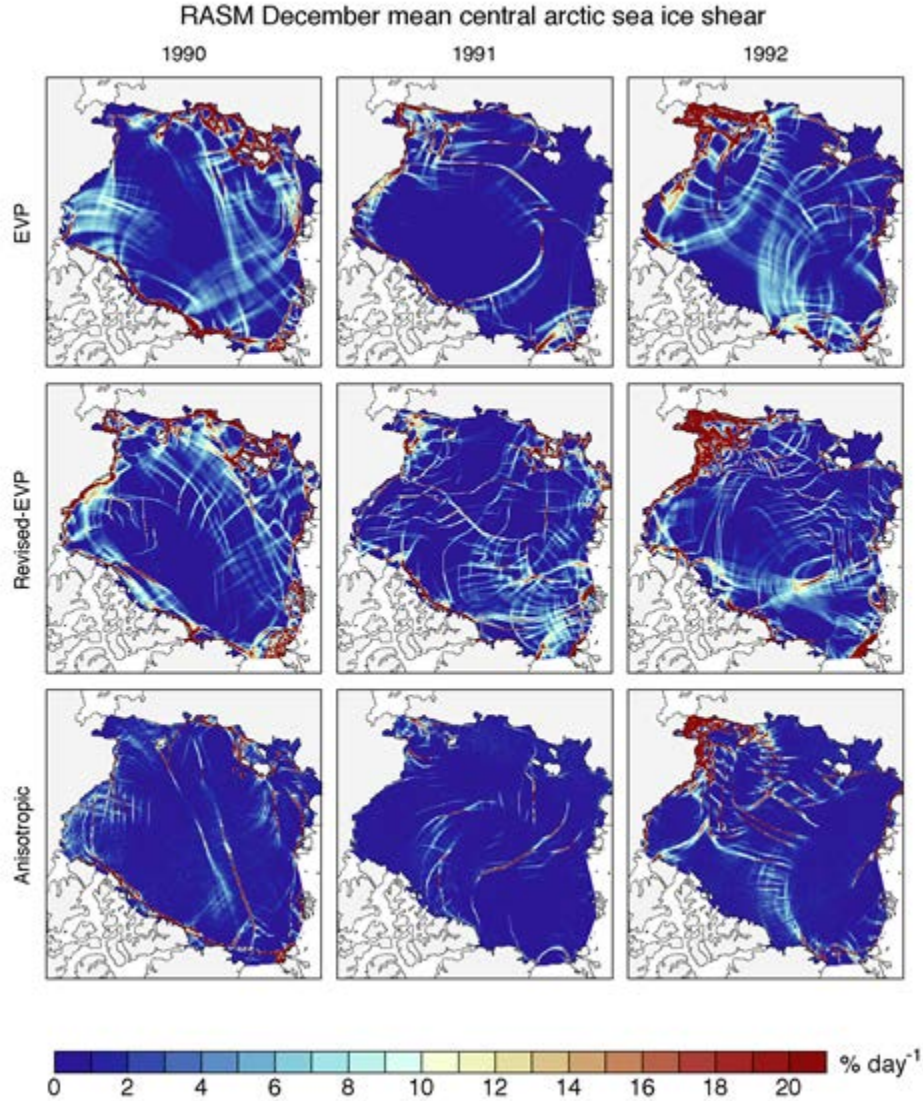 RASM December mean central arctic sea ice shear
1990 1991 1992
EVP
Revised-EVP
Anisotropic
0 2 4 6 8 10 12 14 16 18 20 % day⁻¹